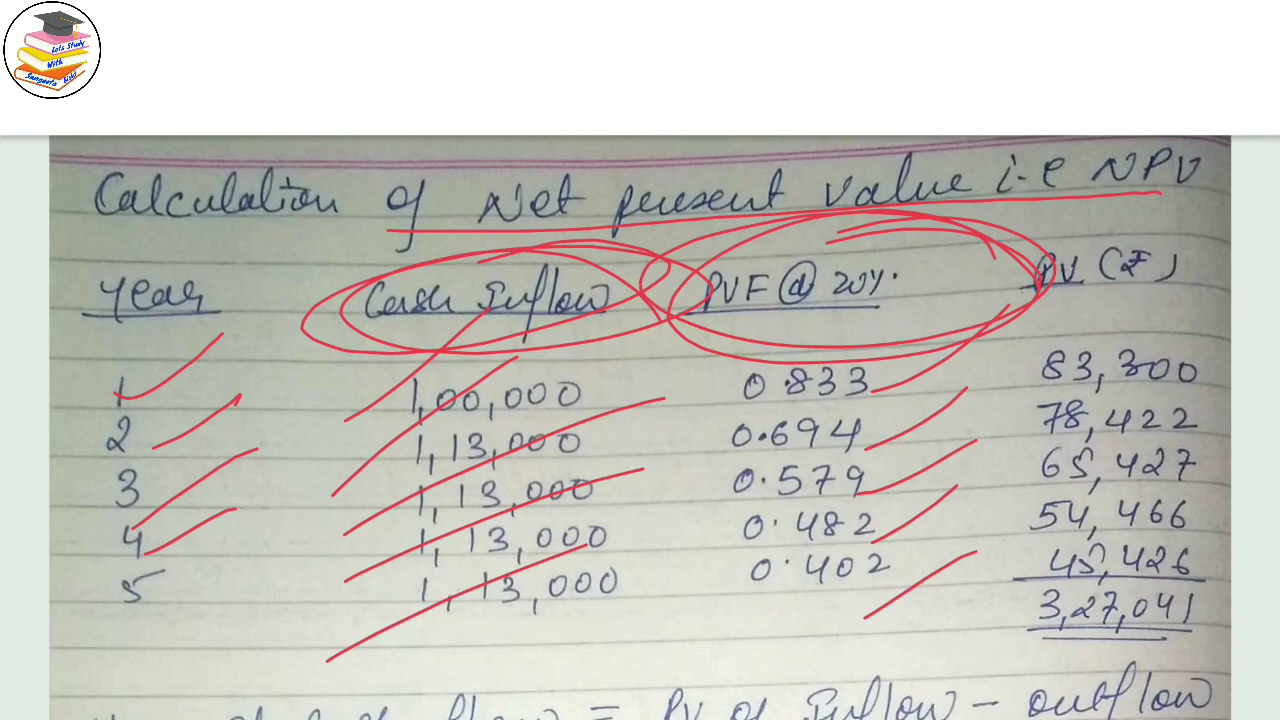 Lets Study
With
Sangeeta
Calculation of Net present value i.e NPV
Year Cash Inflow PVF @ 20% PV (₹)
1 1,00,000 0.833 83,300
2 1,13,000 0.694 78,422
3 1,13,000 0.579 65,427
4 1,13,000 0.482 54,466
5 1,13,000 0.402 45,426
3,27,041
= PV of Inflow - outflow